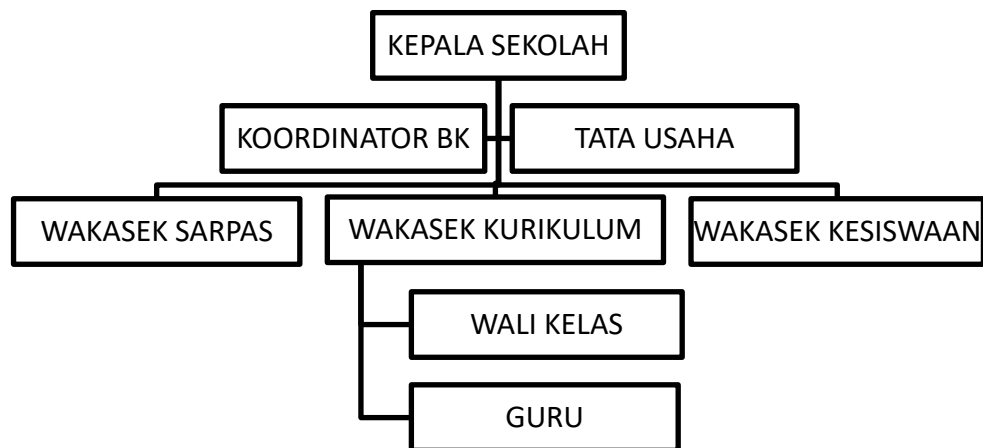 KEPALA SEKOLAH
KOORDINATOR BK
TATA USAHA
WAKASEK SARPAS
WAKASEK KURIKULUM
WAKASEK KESISWAAN
WALI KELAS
GURU